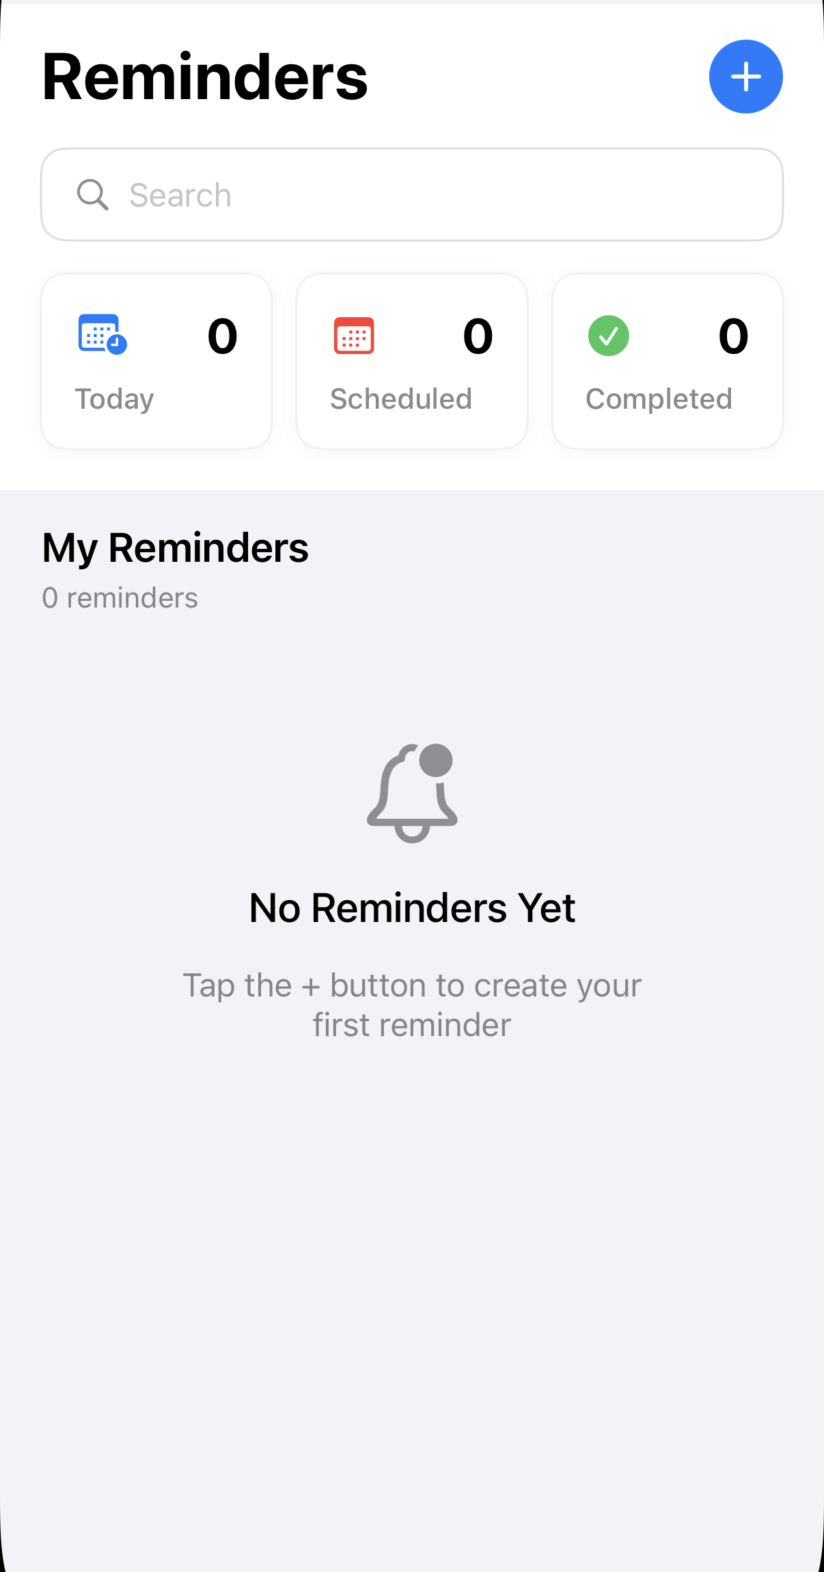 Reminders
Search
0
0
0
Today
Scheduled
Completed
My Reminders
0 reminders
No Reminders Yet
Tap the + button to create your
first reminder